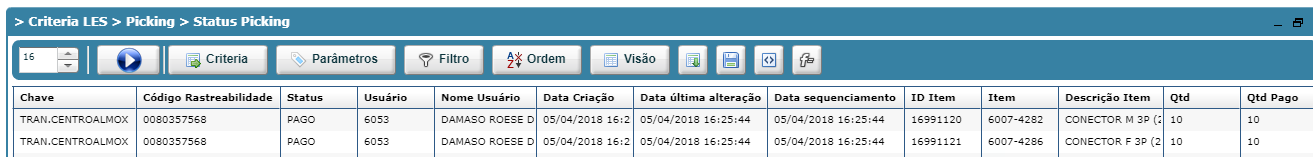 > Criteria LES > Picking > Status Picking
16 Criteria Parâmetros Filtro Ordem Visão
Chave Código Rastreabilidade Status Usuário Nome Usuário Data Criação Data última alteração Data sequenciamento ID Item Item Descrição Item Qtd Qtd Pago
TRAN.CENTROALMOX 0080357568 PAGO 6053 DAMASO ROESE D 05/04/2018 16:2 05/04/2018 16:25:44 05/04/2018 16:25:44 16991120 6007-4282 CONECTOR M 3P (2 10 10
TRAN.CENTROALMOX 0080357568 PAGO 6053 DAMASO ROESE D 05/04/2018 16:2 05/04/2018 16:25:44 05/04/2018 16:25:44 16991121 6007-4286 CONECTOR F 3P (2 10 10